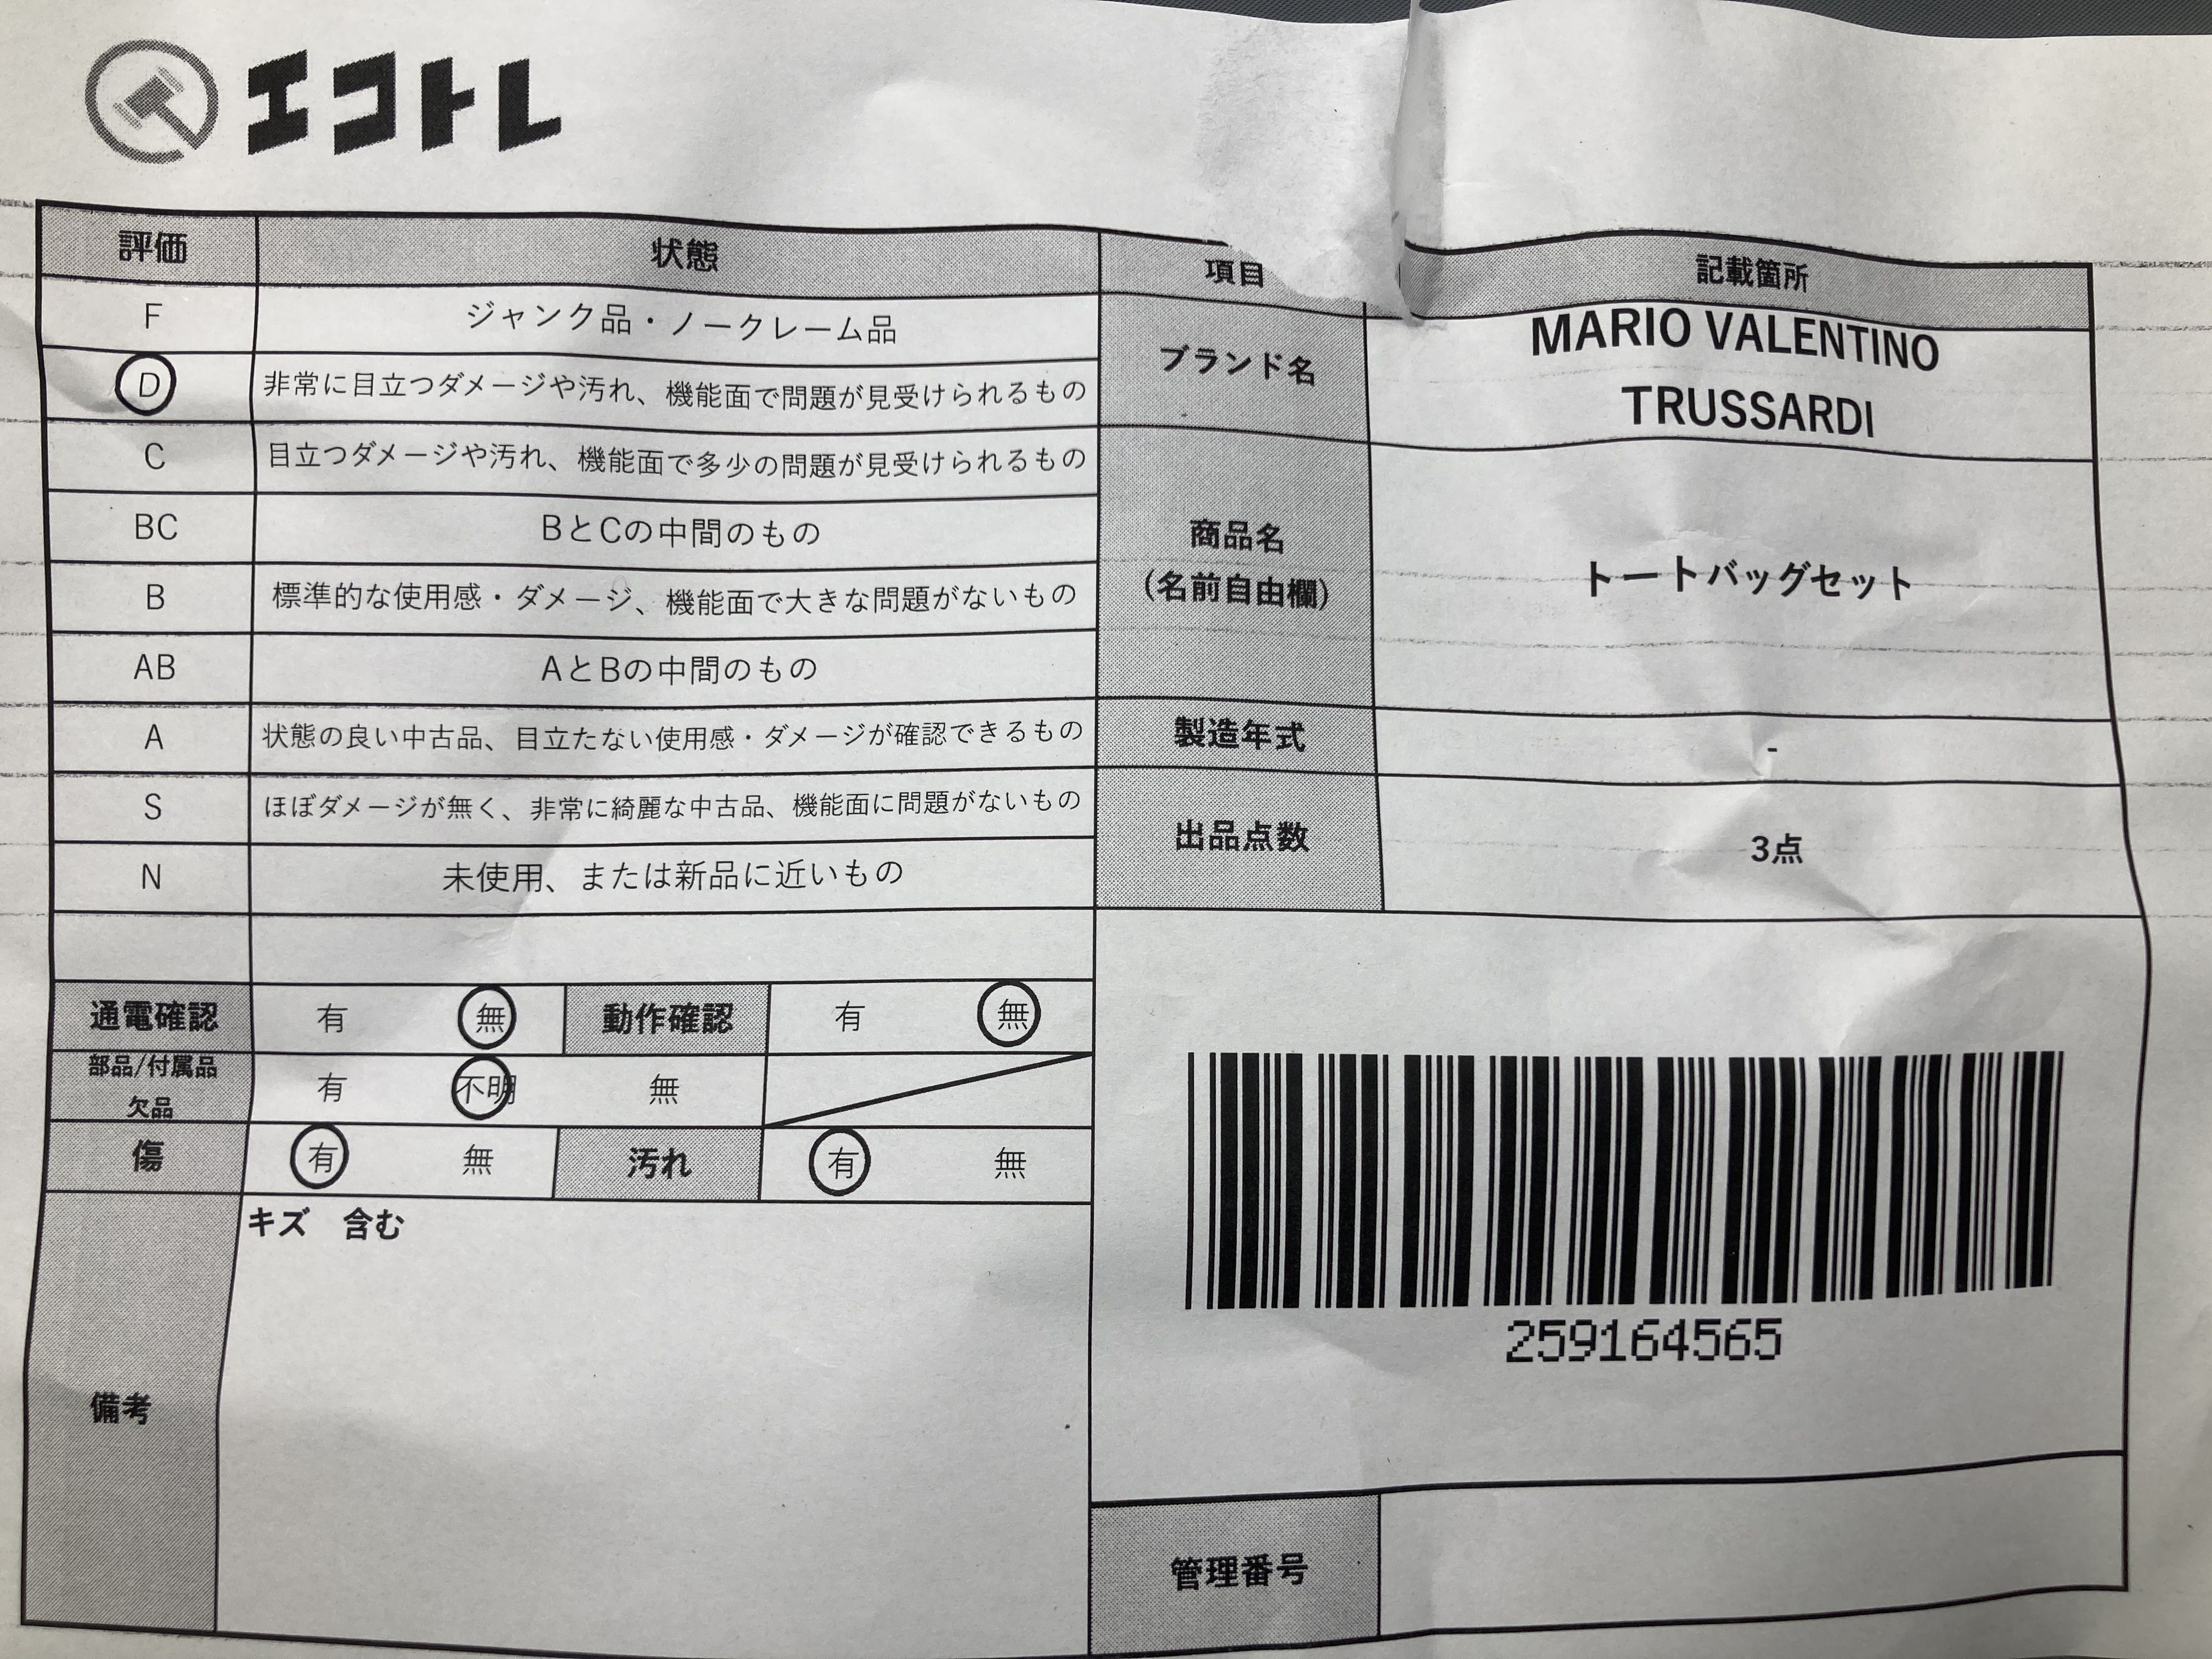 エコトレ
評価 状態
F ジャンク品・ノークレーム品
D 非常に目立つダメージや汚れ、機能面で問題が見受けられるもの
C 目立つダメージや汚れ、機能面で多少の問題が見受けられるもの
BC BとCの中間のもの
B 標準的な使用感・ダメージ、機能面で大きな問題がないもの
AB AとBの中間のもの
A 状態の良い中古品、目立たない使用感・ダメージが確認できるもの
S ほぼダメージが無く、非常に綺麗な中古品、機能面に問題がないもの
N 未使用、または新品に近いもの
通電確認 有 無 動作確認 有 無
部品/付属品
欠品
有 不明 無
傷 有 無 汚れ 有 無
備考
キズ 含む
項目 記載箇所
ブランド名
MARIO VALENTINO
TRUSSARDI
商品名
(名前自由欄)
トートバッグセット
製造年式 -
出品点数 3点
259164565
管理番号